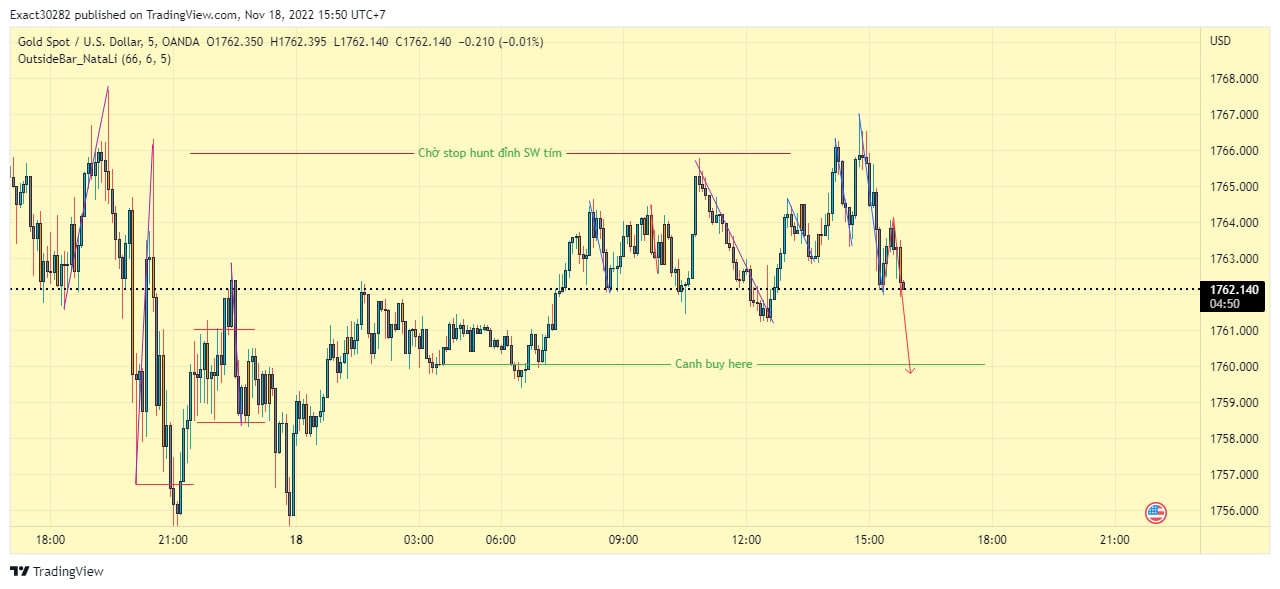 Exact30282 published on TradingView.com, Nov 18, 2022 15:50 UTC+7
Gold Spot / U.S. Dollar, 5, OANDA O1762.350 H1762.395 L1762.140 C1762.140 −0.210 (−0.01%)
USD
OutsideBar_NataLi (66, 6, 5)
1768.000
1767.000
1766.000
Chờ stop hunt đỉnh SW tím
1765.000
1764.000
1763.000
1762.140
04:50
1761.000
1760.000
Canh buy here
1759.000
1758.000
1757.000
1756.000
18:00 21:00 18 03:00 06:00 09:00 12:00 15:00 18:00 21:00
TradingView